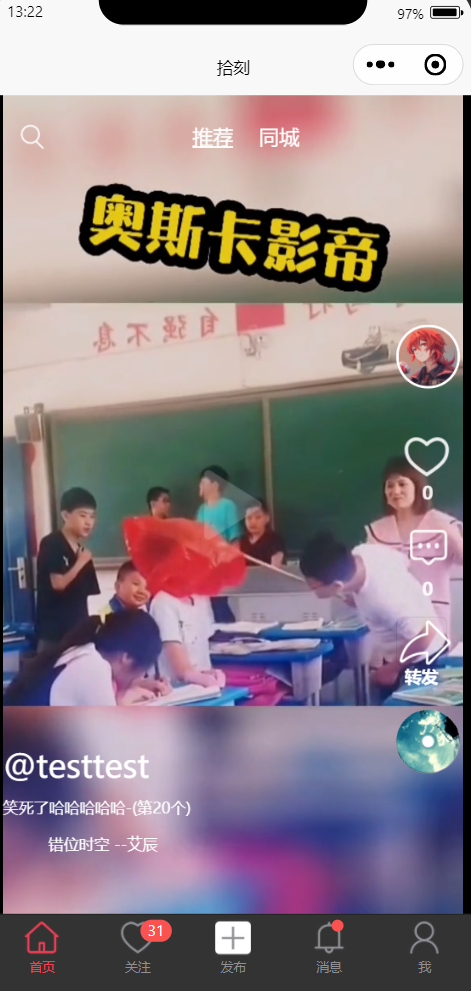 13:22
97%
拾刻
推荐 同城
奥斯卡影帝
自强不息
0
0
转发
@testtest
笑死了哈哈哈哈哈-(第20个)
错位时空 --艾辰
31
首页 关注 发布 消息 我